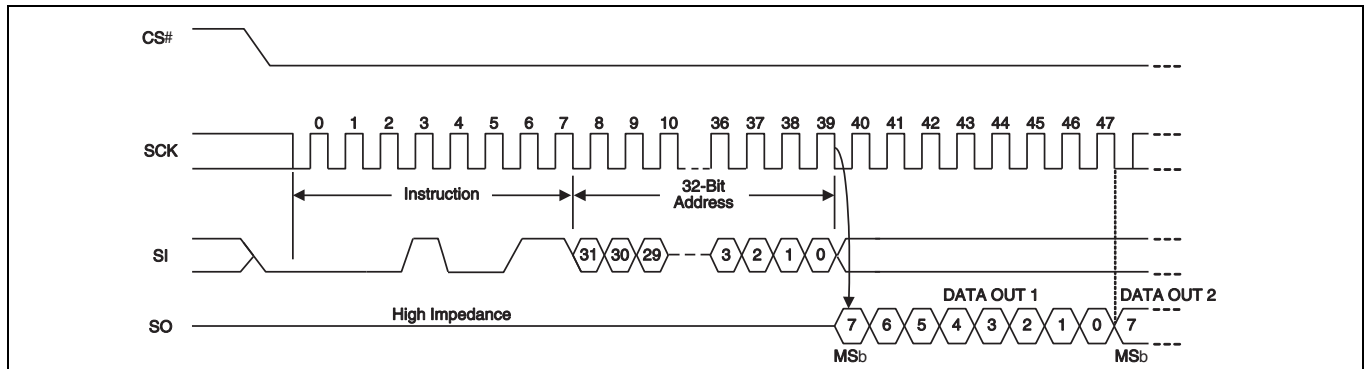 CS#
0 1 2 3 4 5 6 7 8 9 10 36 37 38 39 40 41 42 43 44 45 46 47
SCK
Instruction
32-Bit
Address
SI
31 30 29 3 2 1 0
DATA OUT 1 DATA OUT 2
High Impedance
SO
7 6 5 4 3 2 1 0 7
MSb MSb